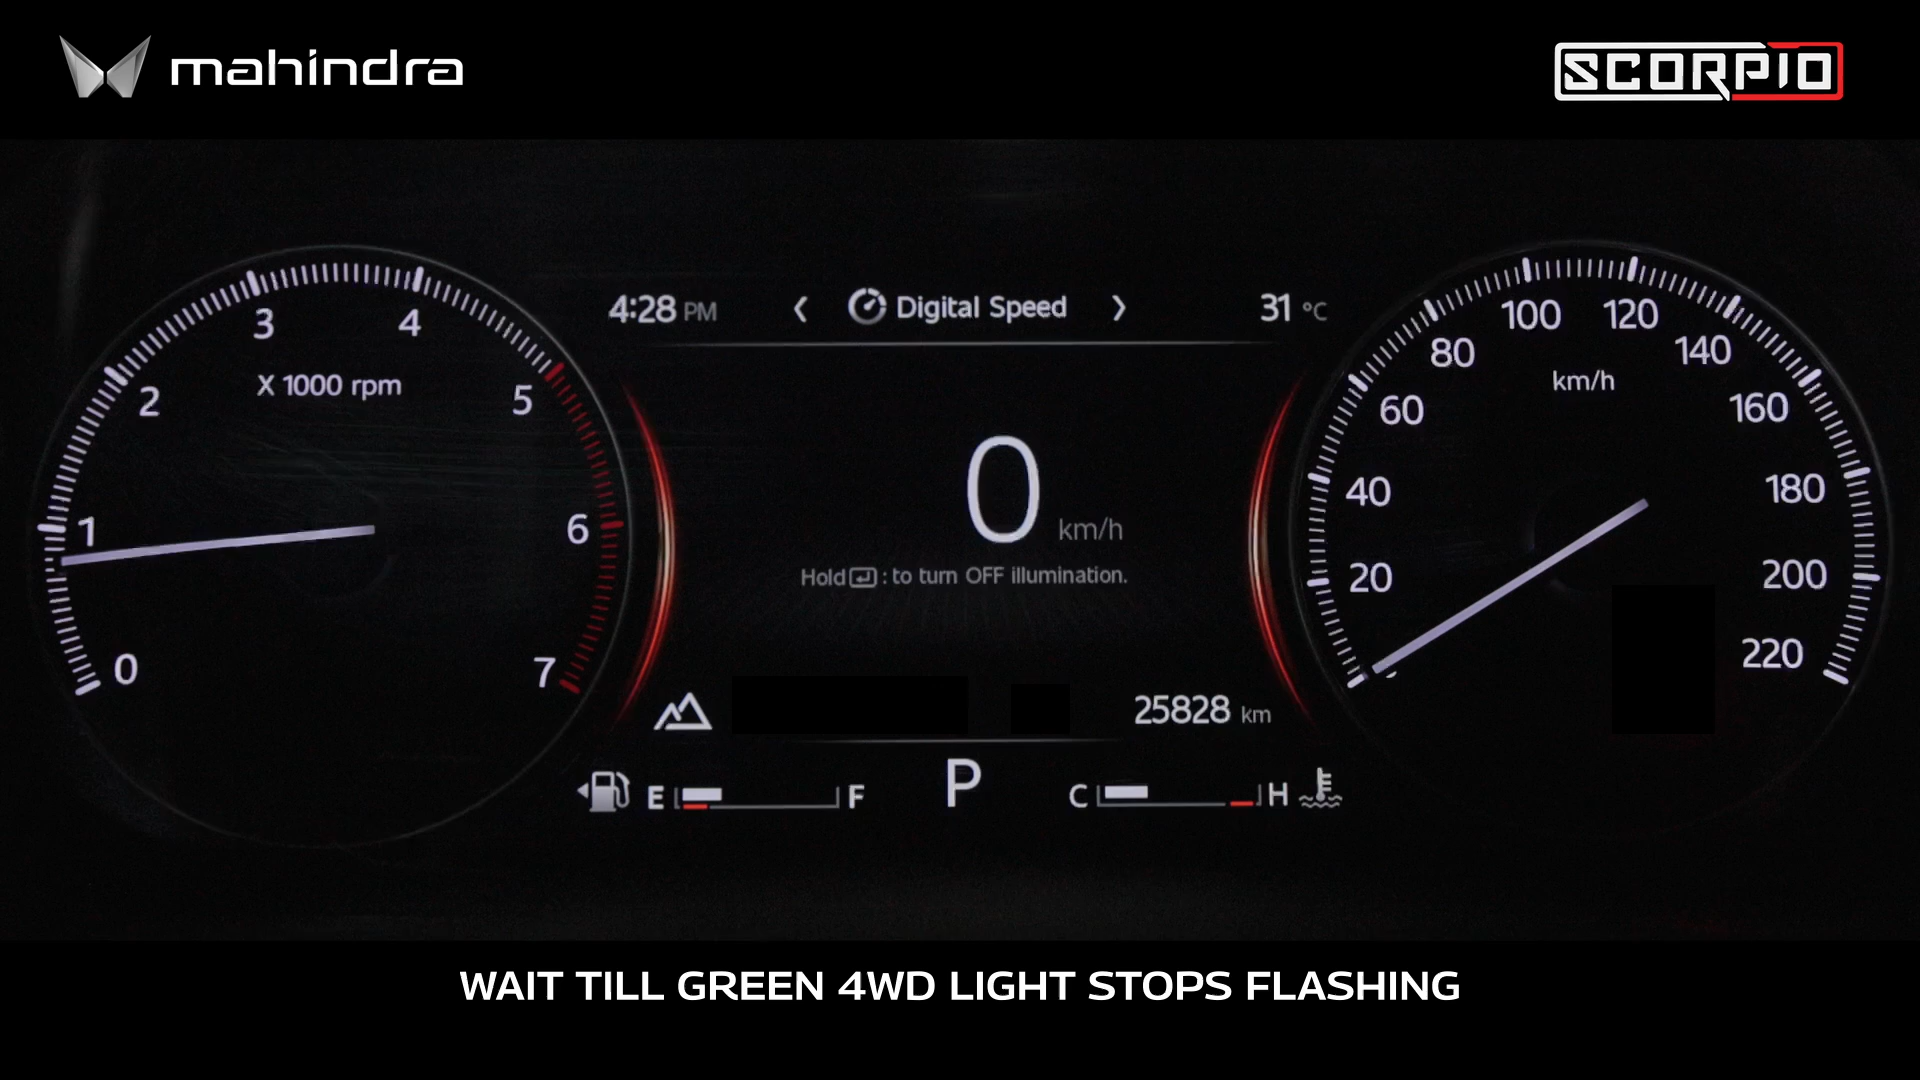 mahindra
SCORPIO
4:28 PM
Digital Speed
31 °C
0
1
2
3
4
5
6
7
X 1000 rpm
0 km/h
Hold : to turn OFF illumination.
20
40
60
80
100
120
140
160
180
200
220
km/h
25828 km
E F
P
C H
WAIT TILL GREEN 4WD LIGHT STOPS FLASHING